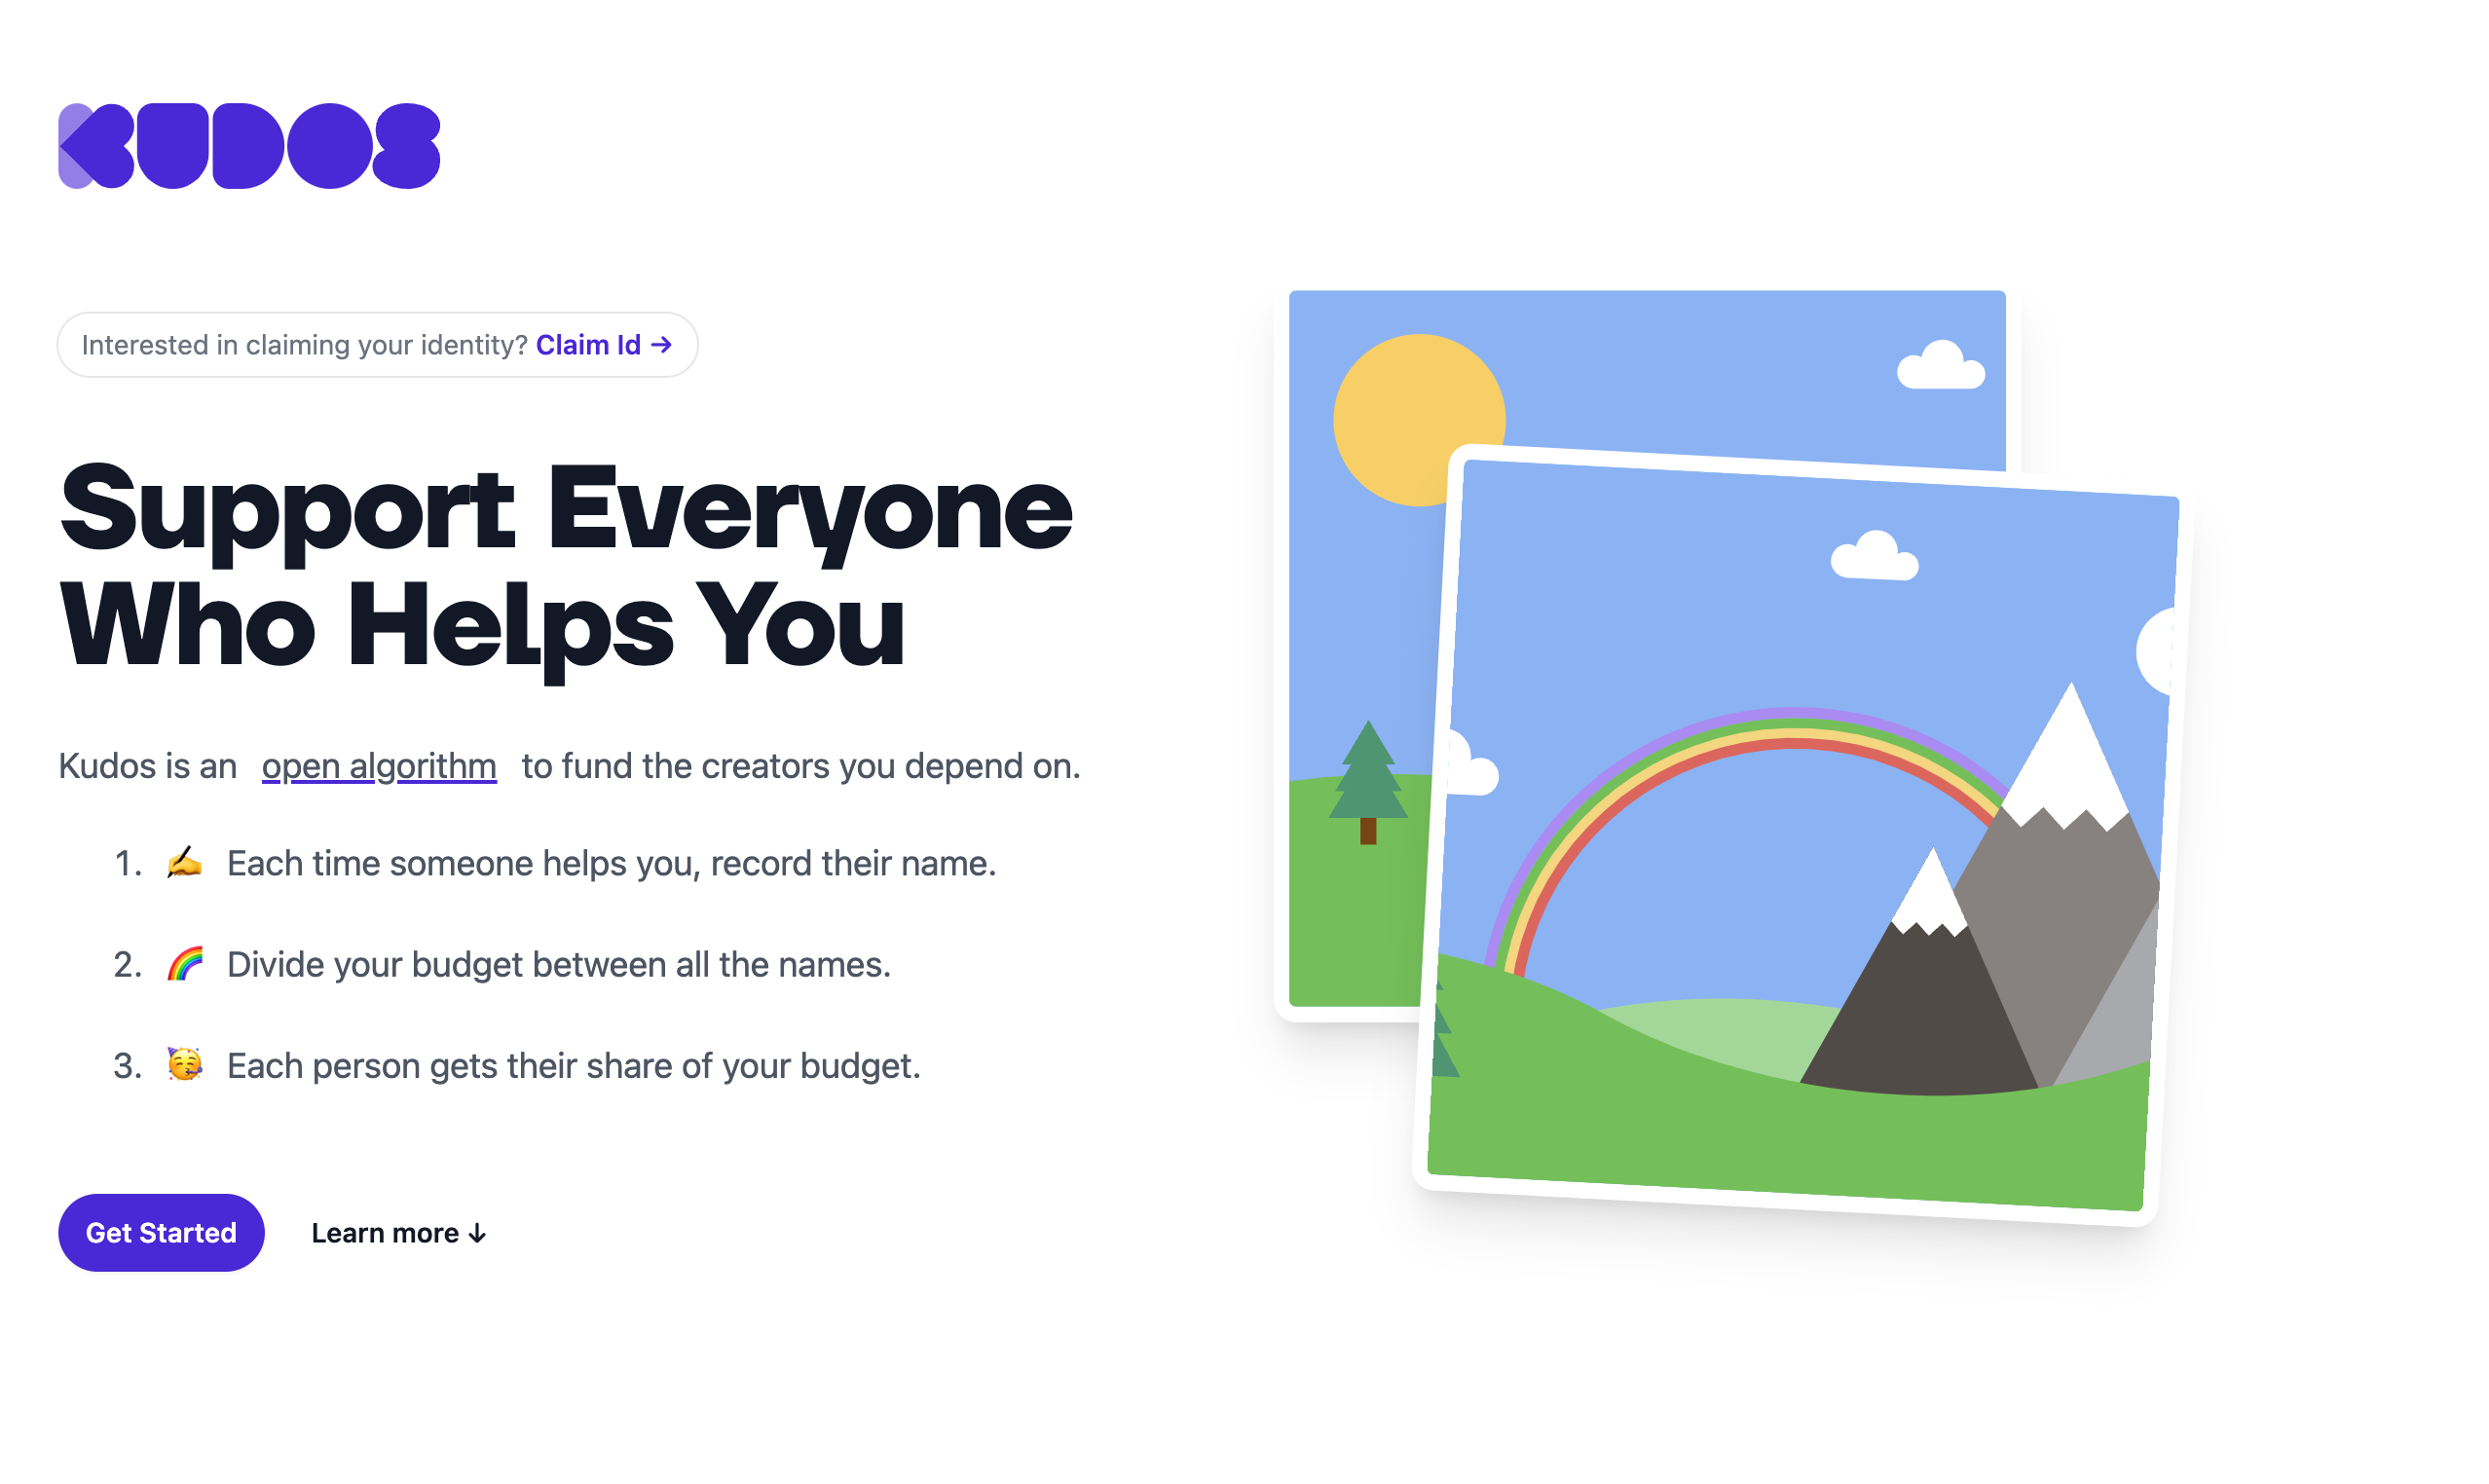 KUDOS
Interested in claiming your identity? Claim Id →
Support Everyone
Who Helps You
Kudos is an open algorithm to fund the creators you depend on.
1. ✍️ Each time someone helps you, record their name.
2. 🌈 Divide your budget between all the names.
3. 🥳 Each person gets their share of your budget.
Get Started Learn more ↓